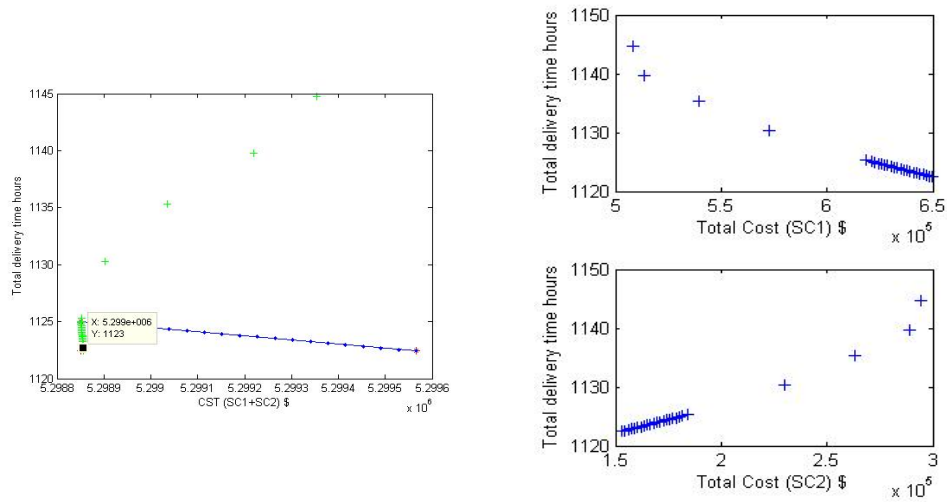 1145
1140
1135
1130
1125
1120
Total delivery time hours
X: 5.299e+006
Y: 1123
5.2988 5.2989 5.299 5.2991 5.2992 5.2993 5.2994 5.2995 5.2996
CST (SC1+SC2) $
x 10^6
1150
1140
1130
1120
Total delivery time hours
5 5.5 6 6.5
Total Cost (SC1) $
x 10^5
1150
1140
1130
1120
Total delivery time hours
1.5 2 2.5 3
Total Cost (SC2) $
x 10^5